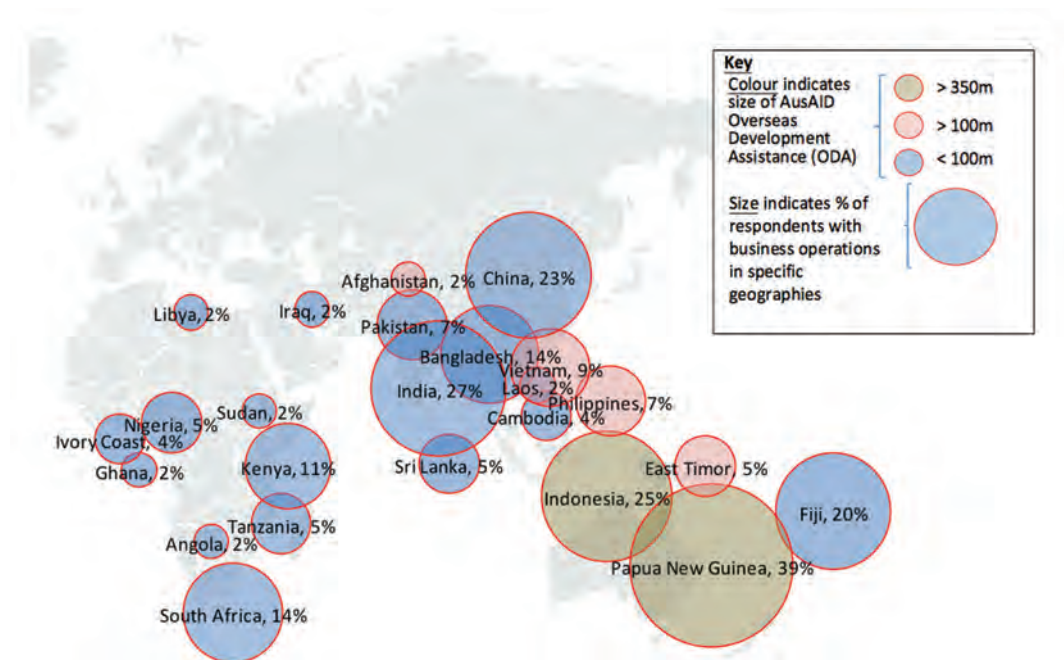 Key
Colour indicates
size of AusAID
Overseas
Development
Assistance (ODA)
> 350m
> 100m
< 100m
Size indicates % of
respondents with
business operations
in specific
geographies
China, 23%
Afghanistan, 2%
Libya, 2%
Iraq, 2%
Pakistan, 7%
Bangladesh, 14%
Vietnam, 9%
India, 27%
Laos, 2%
Philippines, 7%
Cambodia, 4%
Sudan, 2%
Nigeria, 5%
Ivory Coast, 4%
Ghana, 2%
Kenya, 11%
Sri Lanka, 5%
East Timor, 5%
Indonesia, 25%
Fiji, 20%
Tanzania, 5%
Angola, 2%
Papua New Guinea, 39%
South Africa, 14%